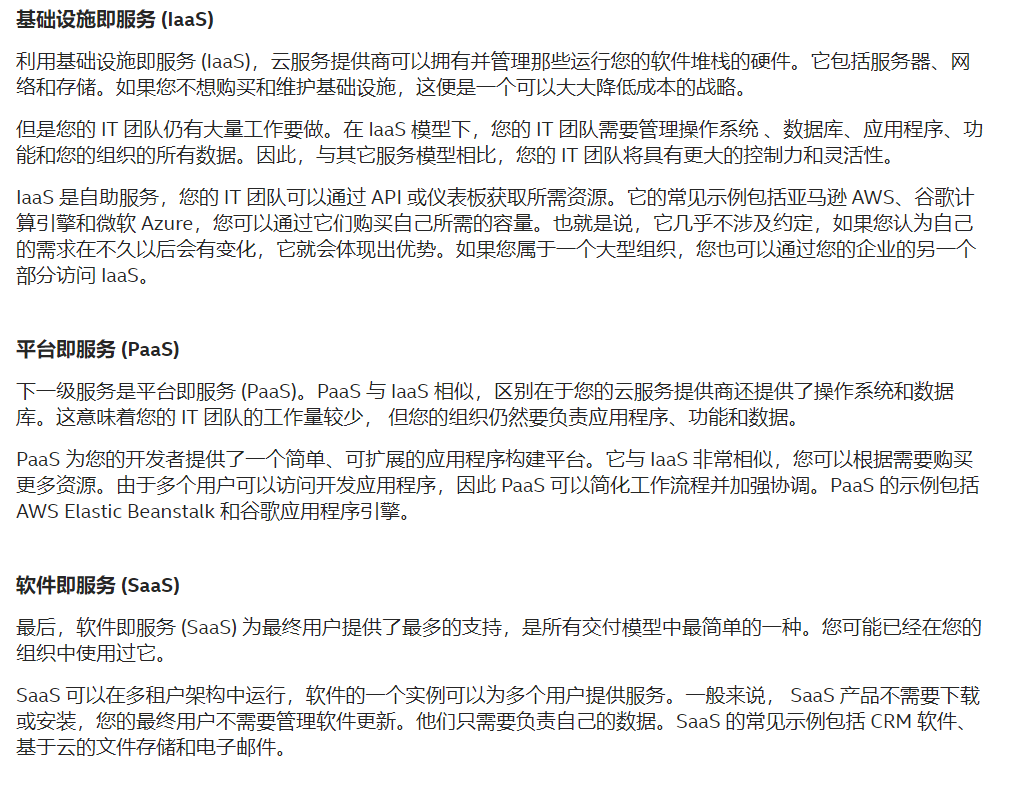 基础设施即服务 (IaaS)
利用基础设施即服务 (IaaS)，云服务提供商可以拥有并管理那些运行您的软件堆栈的硬件。它包括服务器、网
络和存储。如果您不想购买和维护基础设施，这便是一个可以大大降低成本的战略。
但是您的 IT 团队仍有大量工作要做。在 IaaS 模型下，您的 IT 团队需要管理操作系统 、数据库、应用程序、功
能和您的组织的所有数据。因此，与其它服务模型相比，您的 IT 团队将具有更大的控制力和灵活性。
IaaS 是自助服务，您的 IT 团队可以通过 API 或仪表板获取所需资源。它的常见示例包括亚马逊 AWS、谷歌计
算引擎和微软 Azure，您可以通过它们购买自己所需的容量。也就是说，它几乎不涉及约定，如果您认为自己
的需求在不久以后会有变化，它就会体现出优势。如果您属于一个大型组织，您也可以通过您的企业的另一个
部分访问 IaaS。
平台即服务 (PaaS)
下一级服务是平台即服务 (PaaS)。PaaS 与 IaaS 相似，区别在于您的云服务提供商还提供了操作系统和数据
库。这意味着您的 IT 团队的工作量较少， 但您的组织仍然要负责应用程序、功能和数据。
PaaS 为您的开发者提供了一个简单、可扩展的应用程序构建平台。它与 IaaS 非常相似，您可以根据需要购买
更多资源。由于多个用户可以访问开发应用程序，因此 PaaS 可以简化工作流程并加强协调。PaaS 的示例包括
AWS Elastic Beanstalk 和谷歌应用程序引擎。
软件即服务 (SaaS)
最后，软件即服务 (SaaS) 为最终用户提供了最多的支持，是所有交付模型中最简单的一种。您可能已经在您的
组织中使用过它。
SaaS 可以在多租户架构中运行，软件的一个实例可以为多个用户提供服务。一般来说， SaaS 产品不需要下载
或安装，您的最终用户不需要管理软件更新。他们只需要负责自己的数据。SaaS 的常见示例包括 CRM 软件、
基于云的文件存储和电子邮件。